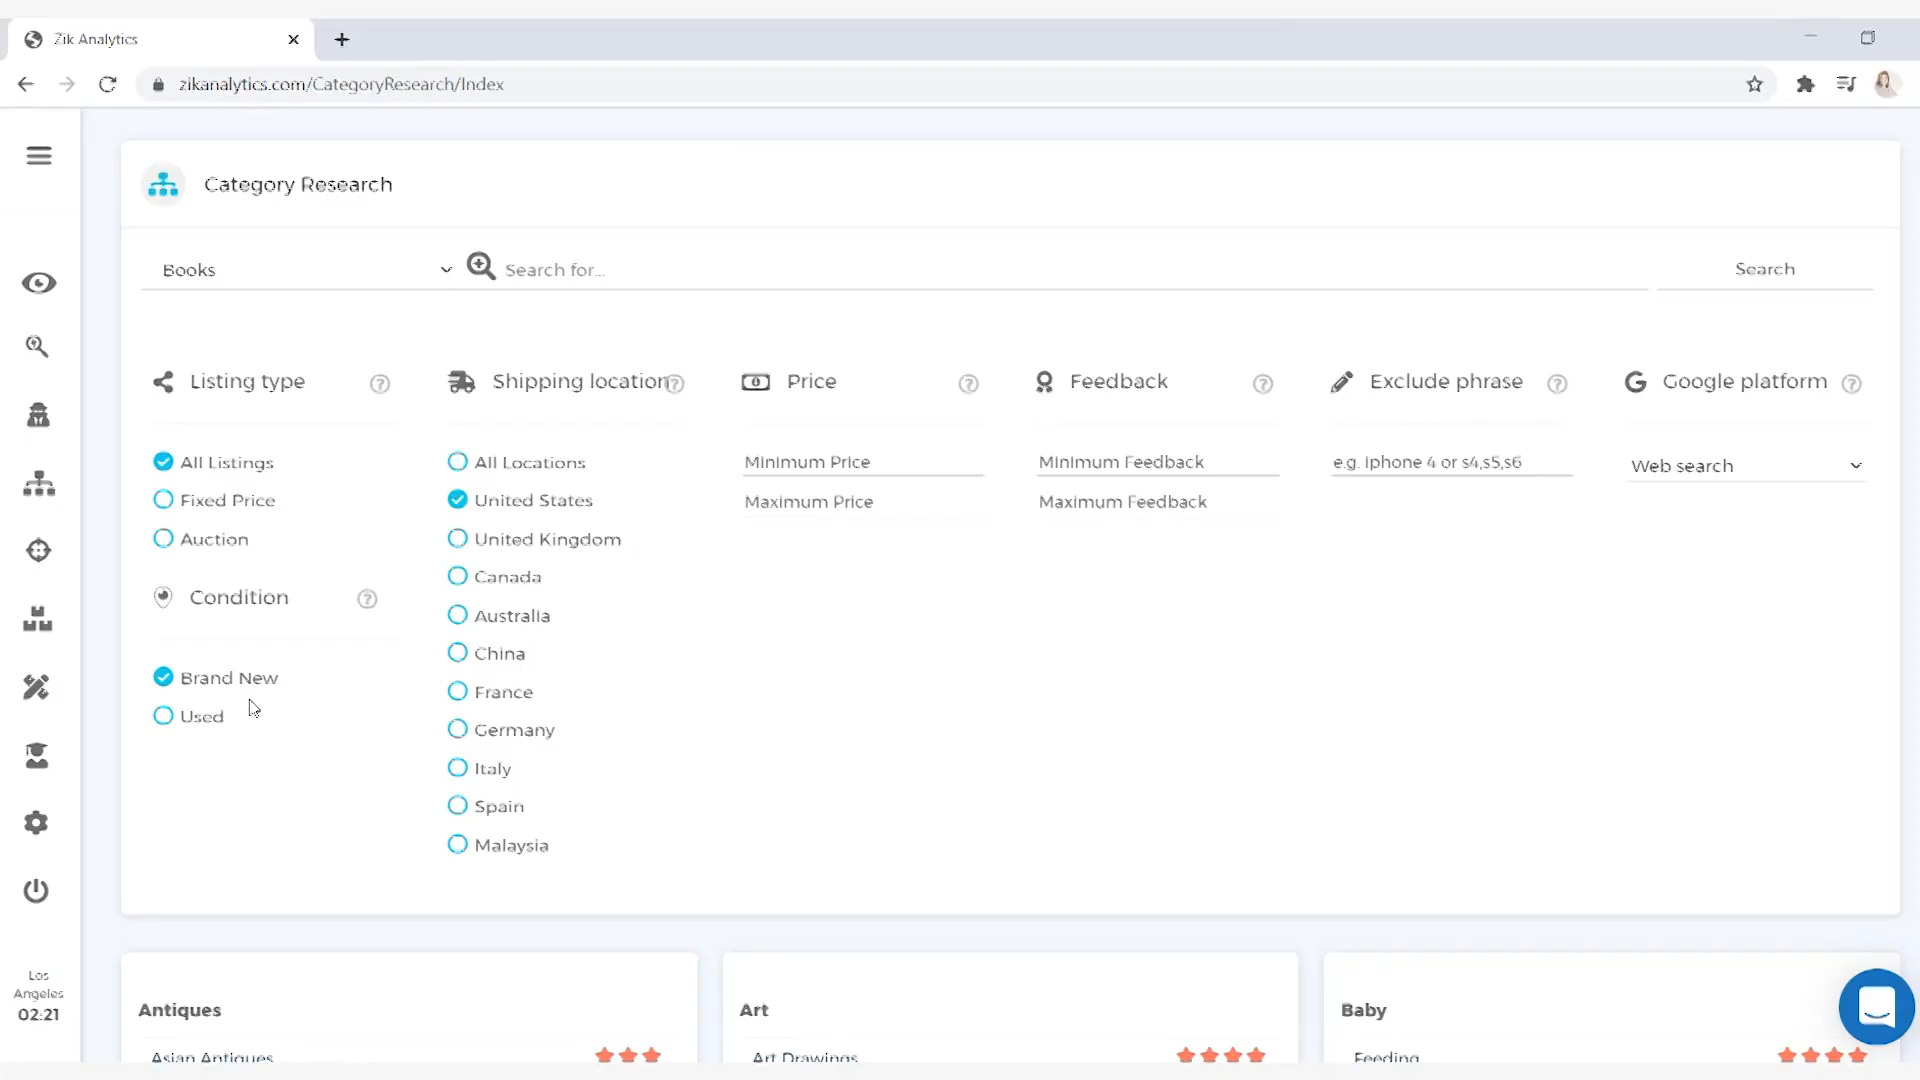 Zik Analytics
zikanalytics.com/CategoryResearch/Index
Category Research
Books
Search for...
Search
Listing type
Shipping location
Price
Feedback
Exclude phrase
Google platform
All Listings
Fixed Price
Auction
Condition
Brand New
Used
All Locations
United States
United Kingdom
Canada
Australia
China
France
Germany
Italy
Spain
Malaysia
Minimum Price
Maximum Price
Minimum Feedback
Maximum Feedback
e.g. Iphone 4 or s4,s5,s6
Web search
Los
Angeles
02:21
Antiques
Asian Antiques
Art
Art Drawings
Baby
Feeding